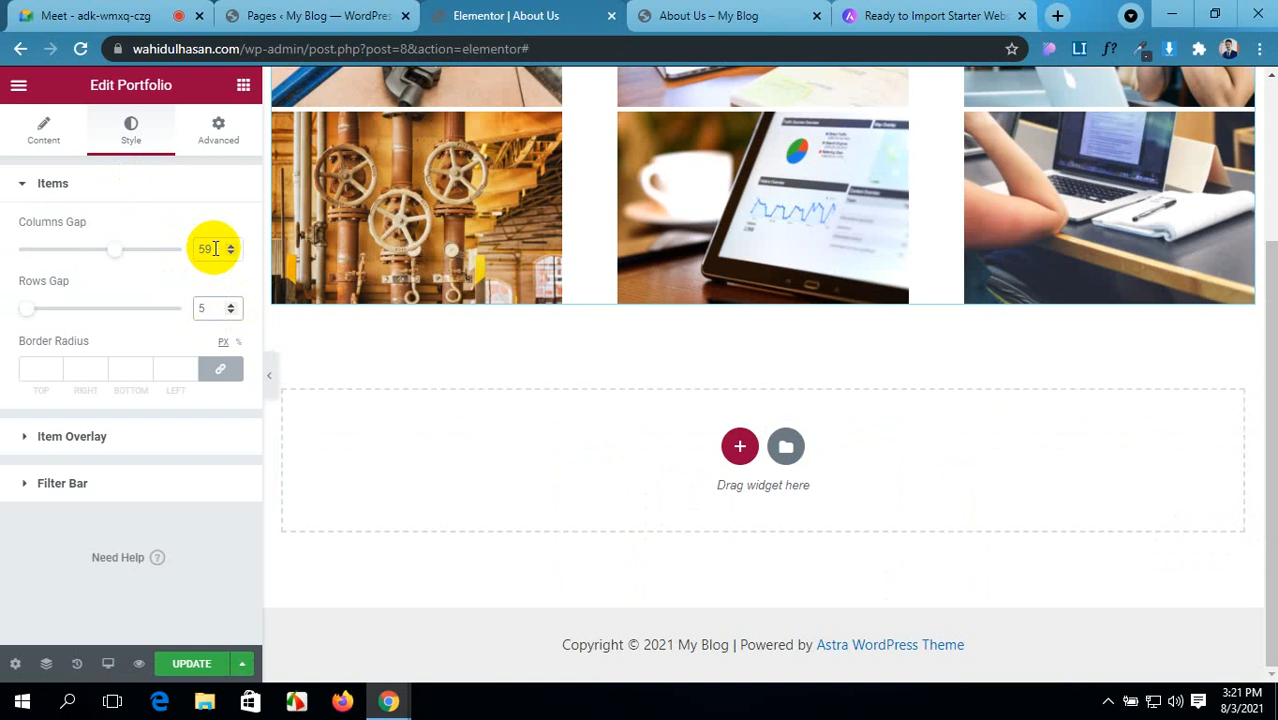 Meet - adk-wmxq-czg
Pages ‹ My Blog — WordPres
Elementor | About Us
About Us – My Blog
Ready to Import Starter Webs
wahidulhasan.com/wp-admin/post.php?post=8&action=elementor#
Edit Portfolio
Content
Style
Advanced
Items
Columns Gap
59
Rows Gap
5
Border Radius
PX %
TOP RIGHT BOTTOM LEFT
Item Overlay
Filter Bar
Need Help ?
UPDATE
Drag widget here
Copyright © 2021 My Blog | Powered by Astra WordPress Theme
3:21 PM
8/3/2021